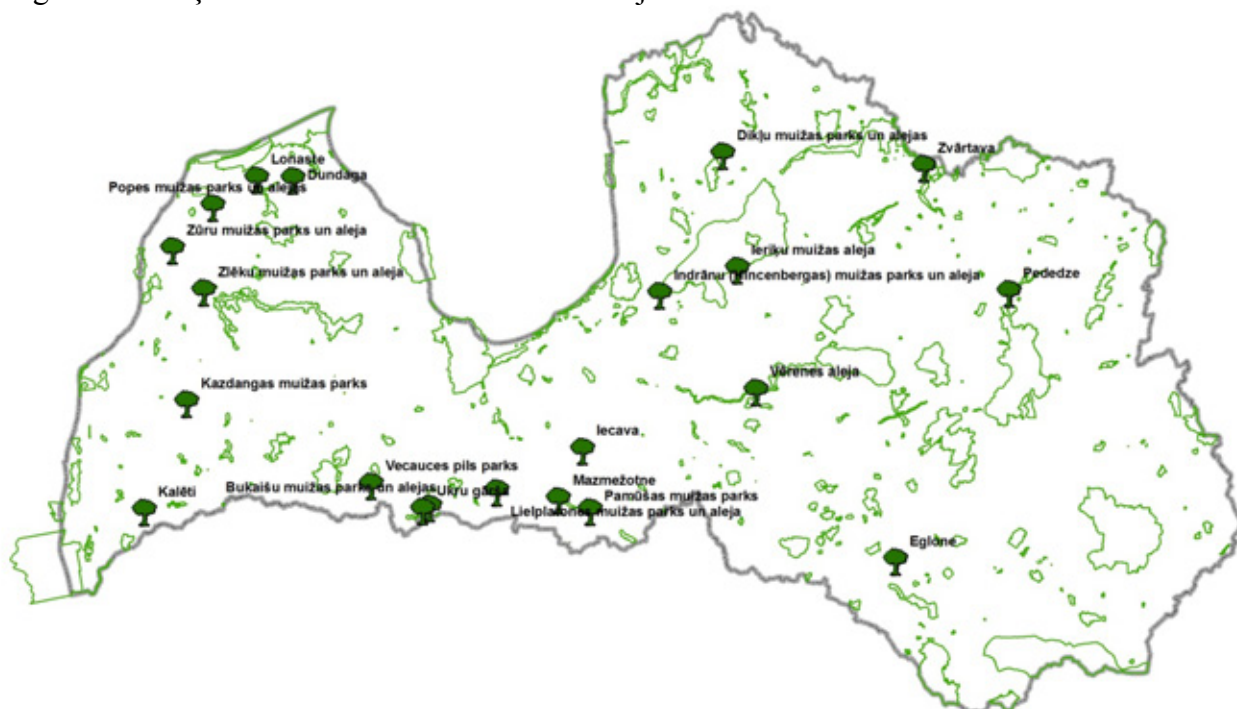 Dikļu muižas parks un alejas
Zvārtava
Lonaste
Dundaga
Popes muižas parks un alejas
Zūru muižas parks un aleja
Zlēku muižas parks un aleja
Ieriķu muižas aleja
Indrānu muižas parks un aleja
Pededze
Kazdangas muižas parks
Vērenes aleja
Iecava
Vecauces pils parks
Bukaišu muižas parks un alejas
Ukru gārša
Mazmežotne
Pamūšas muižas parks
Lielplatones muižas parks un aleja
Kalēti
Eglone